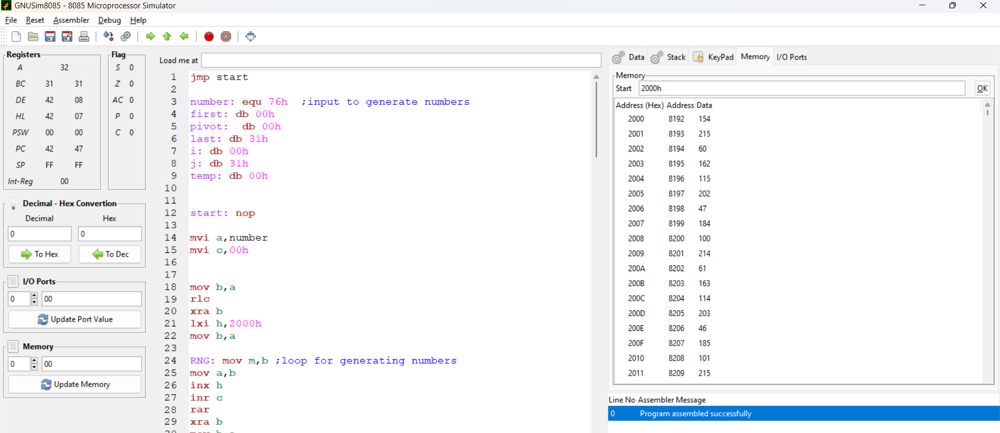 GNUSim8085 - 8085 Microprocessor Simulator
File Reset Assembler Debug Help
Registers
A 32
BC 31 31
DE 42 08
HL 42 07
PSW 00 00
PC 42 47
SP FF FF
Int-Reg 00
Flag
S 0
Z 0
AC 0
P 0
C 0
Decimal - Hex Convertion
Decimal Hex
0 0
To Hex To Dec
I/O Ports
0 00
Update Port Value
Memory
0 00
Update Memory
Load me at
1 jmp start
2
3 number: equ 76h ;input to generate numbers
4 first: db 00h
5 pivot: db 00h
6 last: db 31h
7 i: db 00h
8 j: db 31h
9 temp: db 00h
10
11
12 start: nop
13
14 mvi a,number
15 mvi c,00h
16
17
18 mov b,a
19 rlc
20 xra b
21 lxi h,2000h
22 mov b,a
23
24 RNG: mov m,b ;loop for generating numbers
25 mov a,b
26 inx h
27 inr c
28 rar
29 xra b
Data Stack KeyPad Memory I/O Ports
Memory
Start 2000h OK
Address (Hex) Address Data
2000 8192 154
2001 8193 215
2002 8194 60
2003 8195 162
2004 8196 115
2005 8197 202
2006 8198 47
2007 8199 184
2008 8200 100
2009 8201 214
200A 8202 61
200B 8203 163
200C 8204 114
200D 8205 203
200E 8206 46
200F 8207 185
2010 8208 101
2011 8209 215
Line No Assembler Message
0 Program assembled successfully